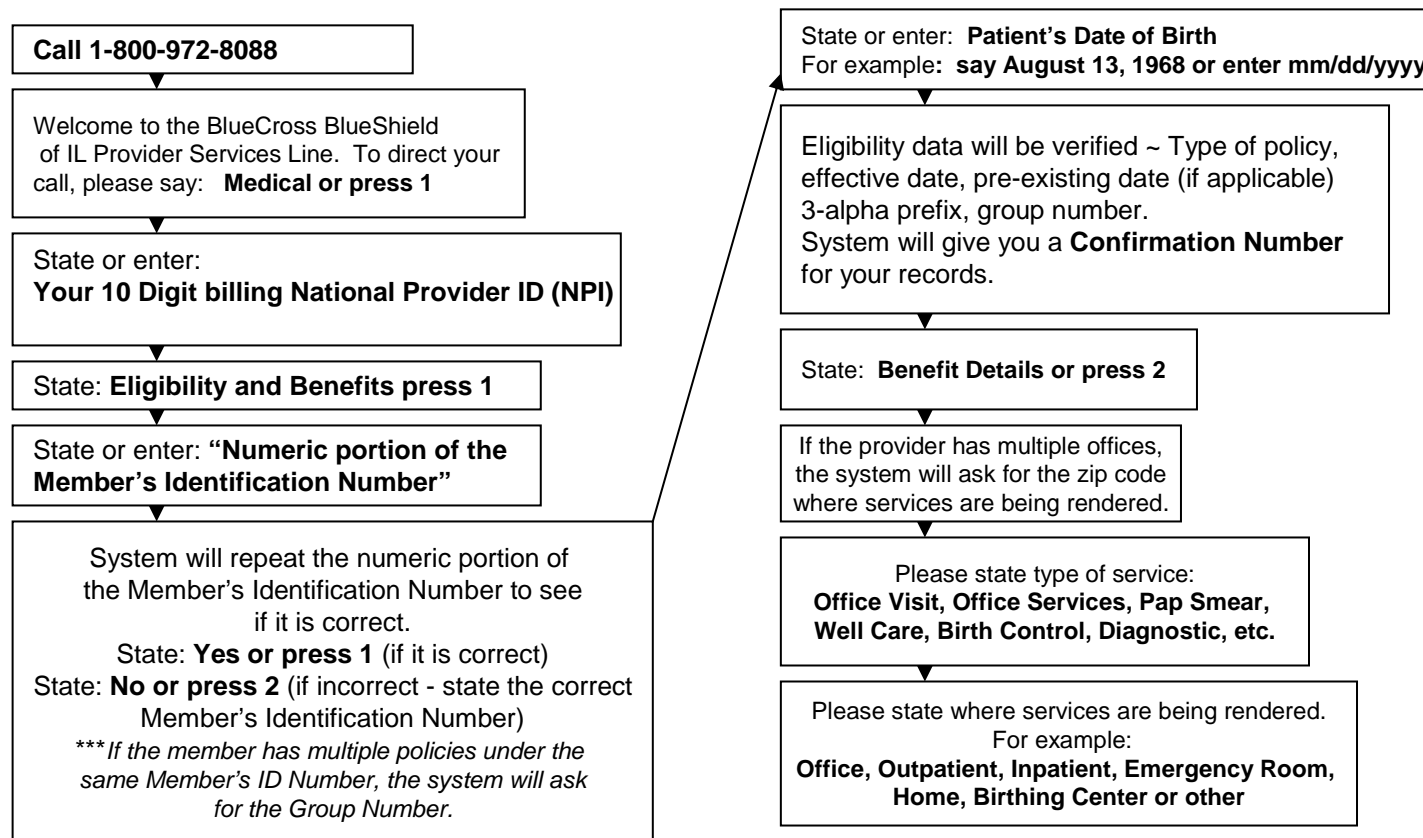 Call 1-800-972-8088
Welcome to the BlueCross BlueShield
of IL Provider Services Line. To direct your
call, please say: Medical or press 1
State or enter:
Your 10 Digit billing National Provider ID (NPI)
State: Eligibility and Benefits press 1
State or enter: “Numeric portion of the
Member’s Identification Number”
System will repeat the numeric portion of
the Member’s Identification Number to see
if it is correct.
State: Yes or press 1 (if it is correct)
State: No or press 2 (if incorrect - state the correct
Member’s Identification Number)
***If the member has multiple policies under the
same Member’s ID Number, the system will ask
for the Group Number.
State or enter: Patient’s Date of Birth
For example: say August 13, 1968 or enter mm/dd/yyyy
Eligibility data will be verified ~ Type of policy,
effective date, pre-existing date (if applicable)
3-alpha prefix, group number.
System will give you a Confirmation Number
for your records.
State: Benefit Details or press 2
If the provider has multiple offices,
the system will ask for the zip code
where services are being rendered.
Please state type of service:
Office Visit, Office Services, Pap Smear,
Well Care, Birth Control, Diagnostic, etc.
Please state where services are being rendered.
For example:
Office, Outpatient, Inpatient, Emergency Room,
Home, Birthing Center or other